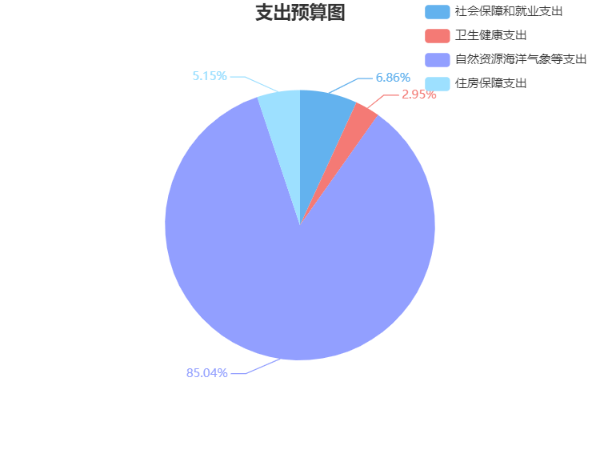 支出预算图
社会保障和就业支出
卫生健康支出
自然资源海洋气象等支出
住房保障支出
5.15%
6.86%
2.95%
85.04%